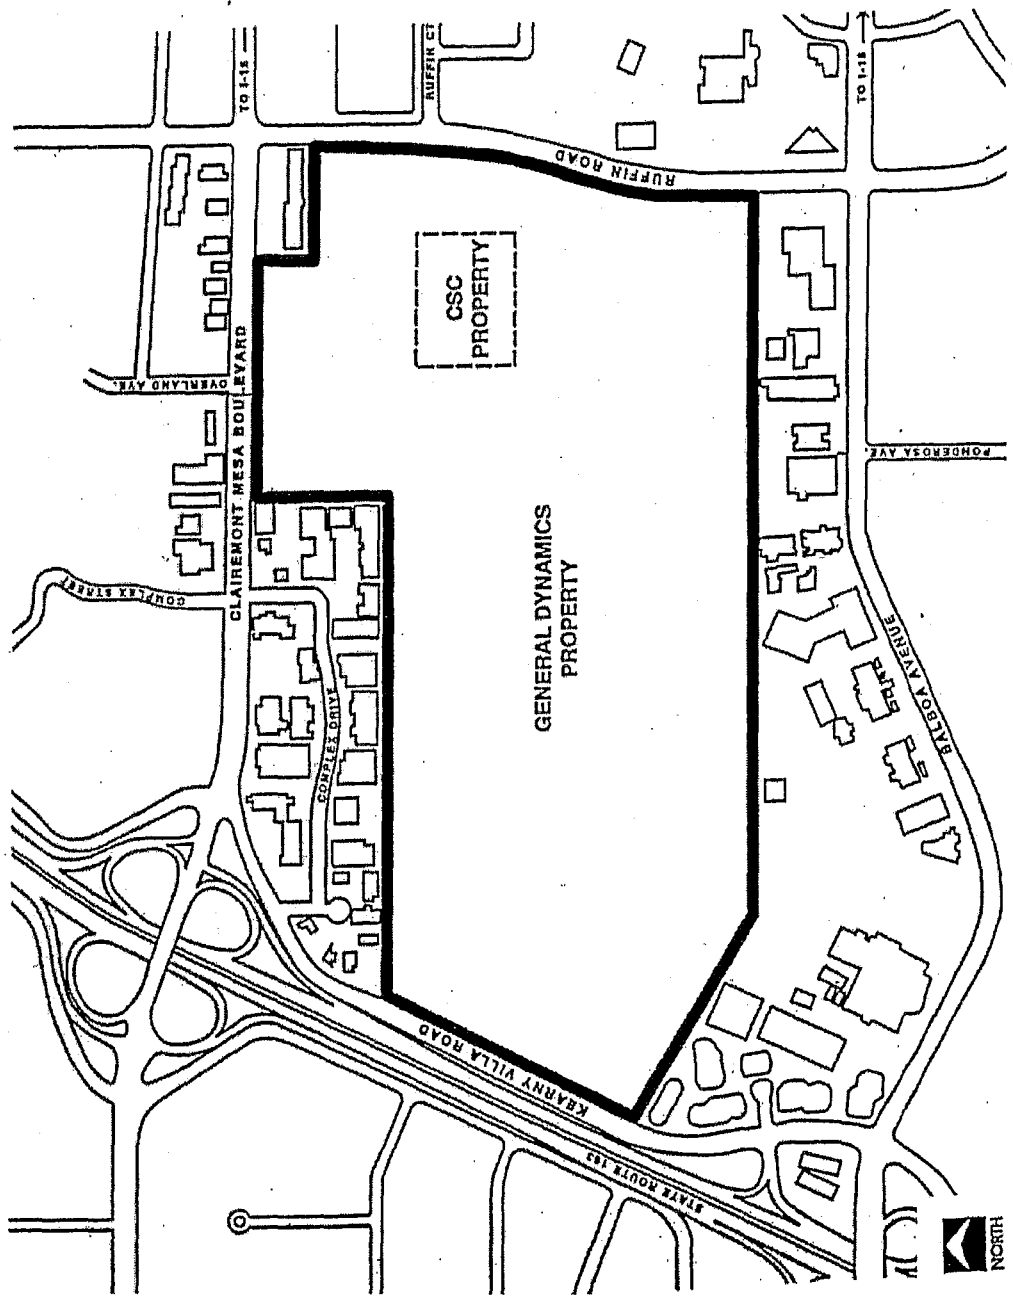 TO I-15
RUFFIN CT
TO I-15
RUFFIN ROAD
CSC
PROPERTY
OVERLAND AVE.
CLAIREMONT MESA BOULEVARD
PONDEROSA AVE.
COMPLEX STREET
GENERAL DYNAMICS
PROPERTY
BALBOA AVENUE
COMPLEX DRIVE
KEARNY VILLA ROAD
STATE ROUTE 163
NORTH